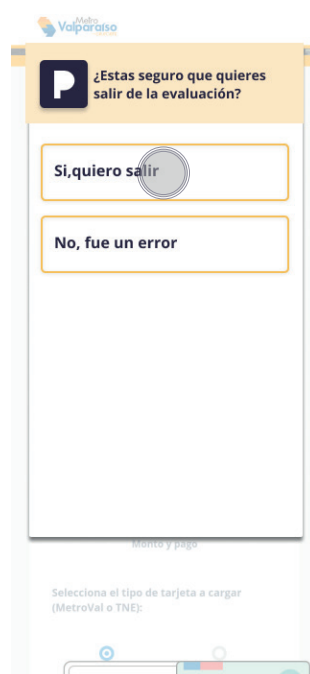 Metro
Valparaíso
¿Estas seguro que quieres
salir de la evaluación?
Si,quiero salir
No, fue un error
Monto y pago
Selecciona el tipo de tarjeta a cargar
(MetroVal o TNE):